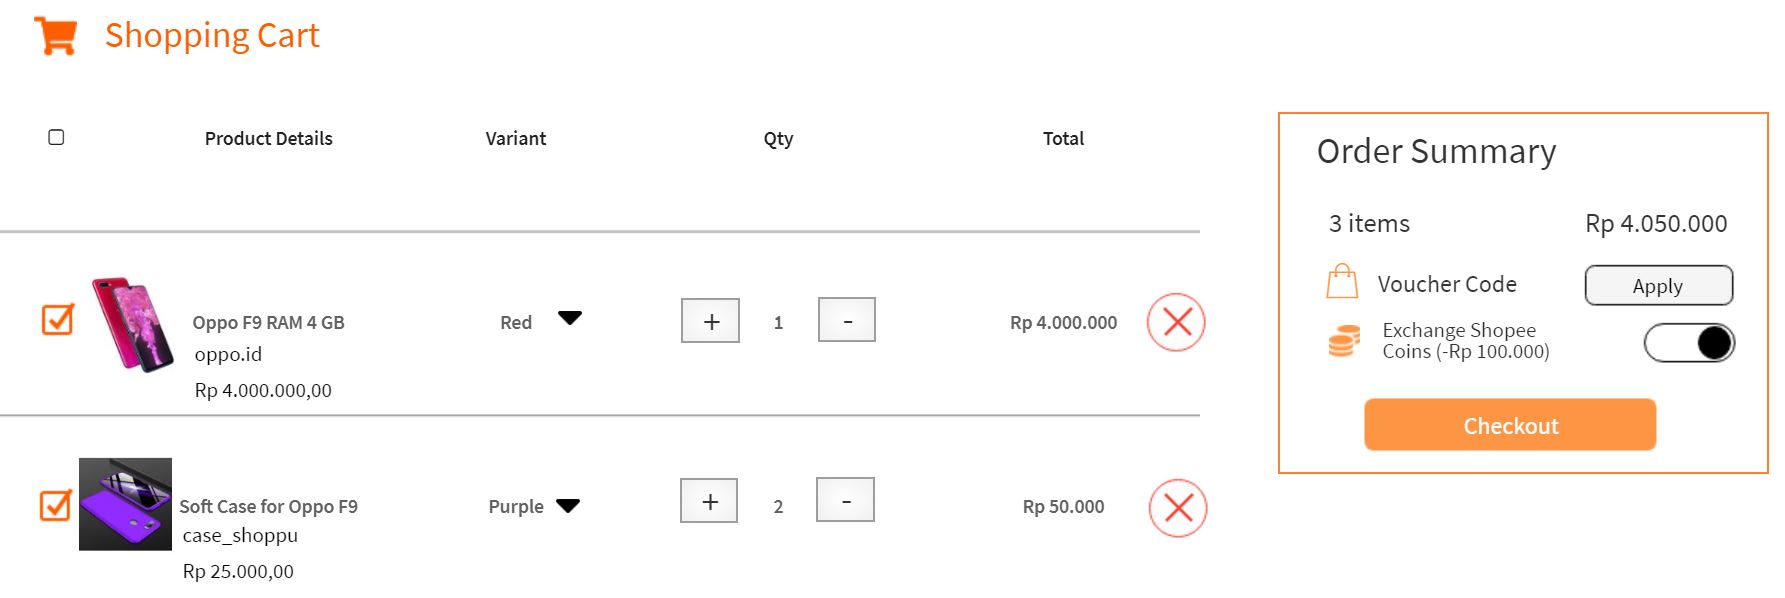 Shopping Cart
Product Details Variant Qty Total
Oppo F9 RAM 4 GB Red + 1 - Rp 4.000.000
oppo.id
Rp 4.000.000,00
Soft Case for Oppo F9 Purple + 2 - Rp 50.000
case_shoppu
Rp 25.000,00
Order Summary
3 items Rp 4.050.000
Voucher Code Apply
Exchange Shopee
Coins (-Rp 100.000)
Checkout